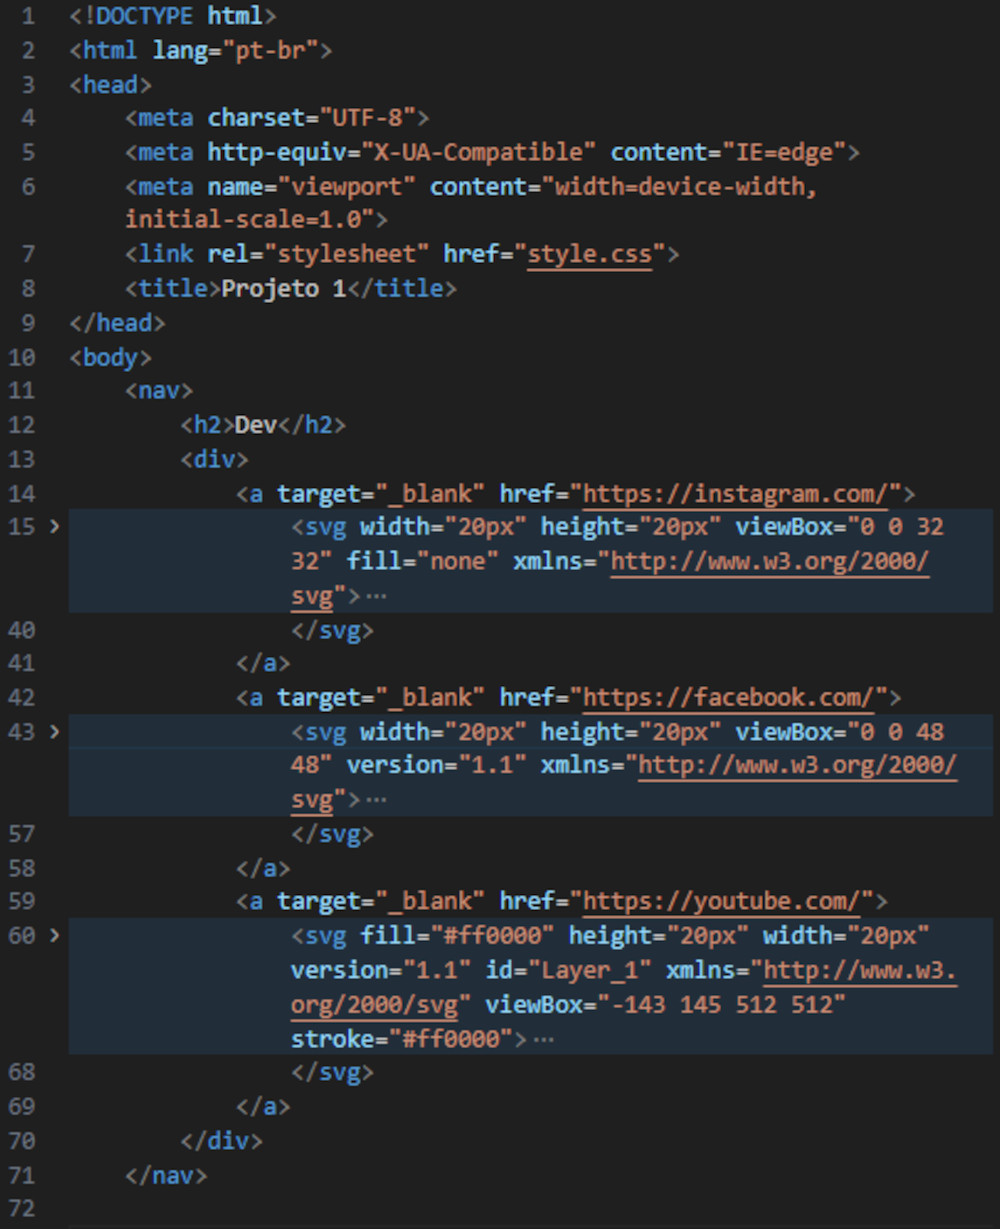 1 <!DOCTYPE html>
2 <html lang="pt-br">
3 <head>
4 <meta charset="UTF-8">
5 <meta http-equiv="X-UA-Compatible" content="IE=edge">
6 <meta name="viewport" content="width=device-width,
initial-scale=1.0">
7 <link rel="stylesheet" href="style.css">
8 <title>Projeto 1</title>
9 </head>
10 <body>
11 <nav>
12 <h2>Dev</h2>
13 <div>
14 <a target="_blank" href="https://instagram.com/">
15 > <svg width="20px" height="20px" viewBox="0 0 32
32" fill="none" xmlns="http://www.w3.org/2000/
svg">···
40 </svg>
41 </a>
42 <a target="_blank" href="https://facebook.com/">
43 > <svg width="20px" height="20px" viewBox="0 0 48
48" version="1.1" xmlns="http://www.w3.org/2000/
svg">···
57 </svg>
58 </a>
59 <a target="_blank" href="https://youtube.com/">
60 > <svg fill="#ff0000" height="20px" width="20px"
version="1.1" id="Layer_1" xmlns="http://www.w3.
org/2000/svg" viewBox="-143 145 512 512"
stroke="#ff0000">···
68 </svg>
69 </a>
70 </div>
71 </nav>
72